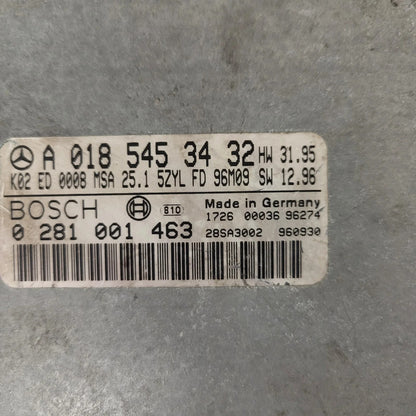 A 018 545 34 32 HW 31.95
K02 ED 0008 MSA 25.1 5ZYL FD 96M09 SW 12.96
BOSCH 810 Made in Germany
1726 00036 96274
0 281 001 463 28SA3002 960930